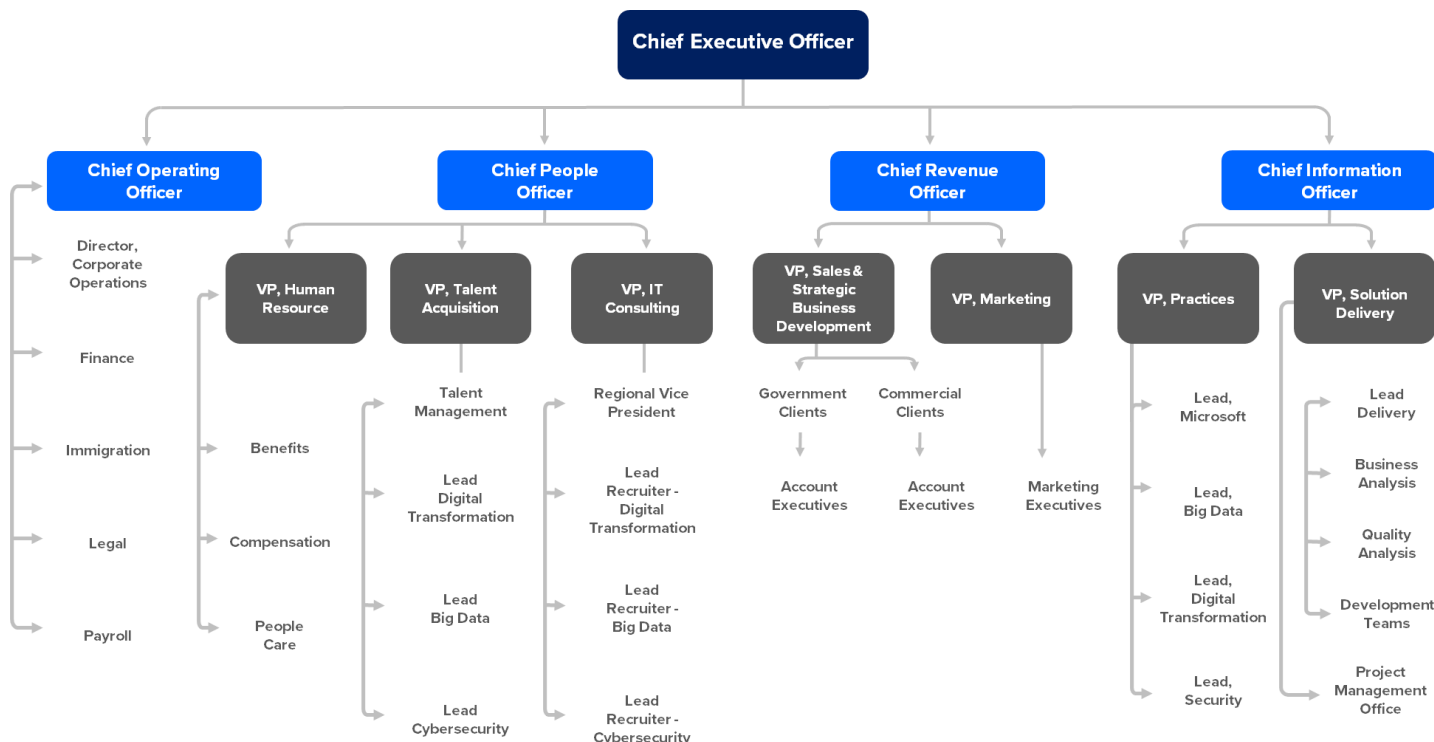 Chief Executive Officer
Chief Operating
Officer
Chief People
Officer
Chief Revenue
Officer
Chief Information
Officer
Director,
Corporate
Operations
Finance
Immigration
Legal
Payroll
VP, Human
Resource
Benefits
Compensation
People
Care
VP, Talent
Acquisition
Talent
Management
Lead
Digital
Transformation
Lead
Big Data
Lead
Cybersecurity
VP, IT
Consulting
Regional Vice
President
Lead
Recruiter -
Digital
Transformation
Lead
Recruiter -
Big Data
Lead
Recruiter -
Cybersecurity
VP, Sales &
Strategic
Business
Development
Government
Clients
Account
Executives
Commercial
Clients
Account
Executives
VP, Marketing
Marketing
Executives
VP, Practices
Lead,
Microsoft
Lead,
Big Data
Lead,
Digital
Transformation
Lead,
Security
VP, Solution
Delivery
Lead
Delivery
Business
Analysis
Quality
Analysis
Development
Teams
Project
Management
Office